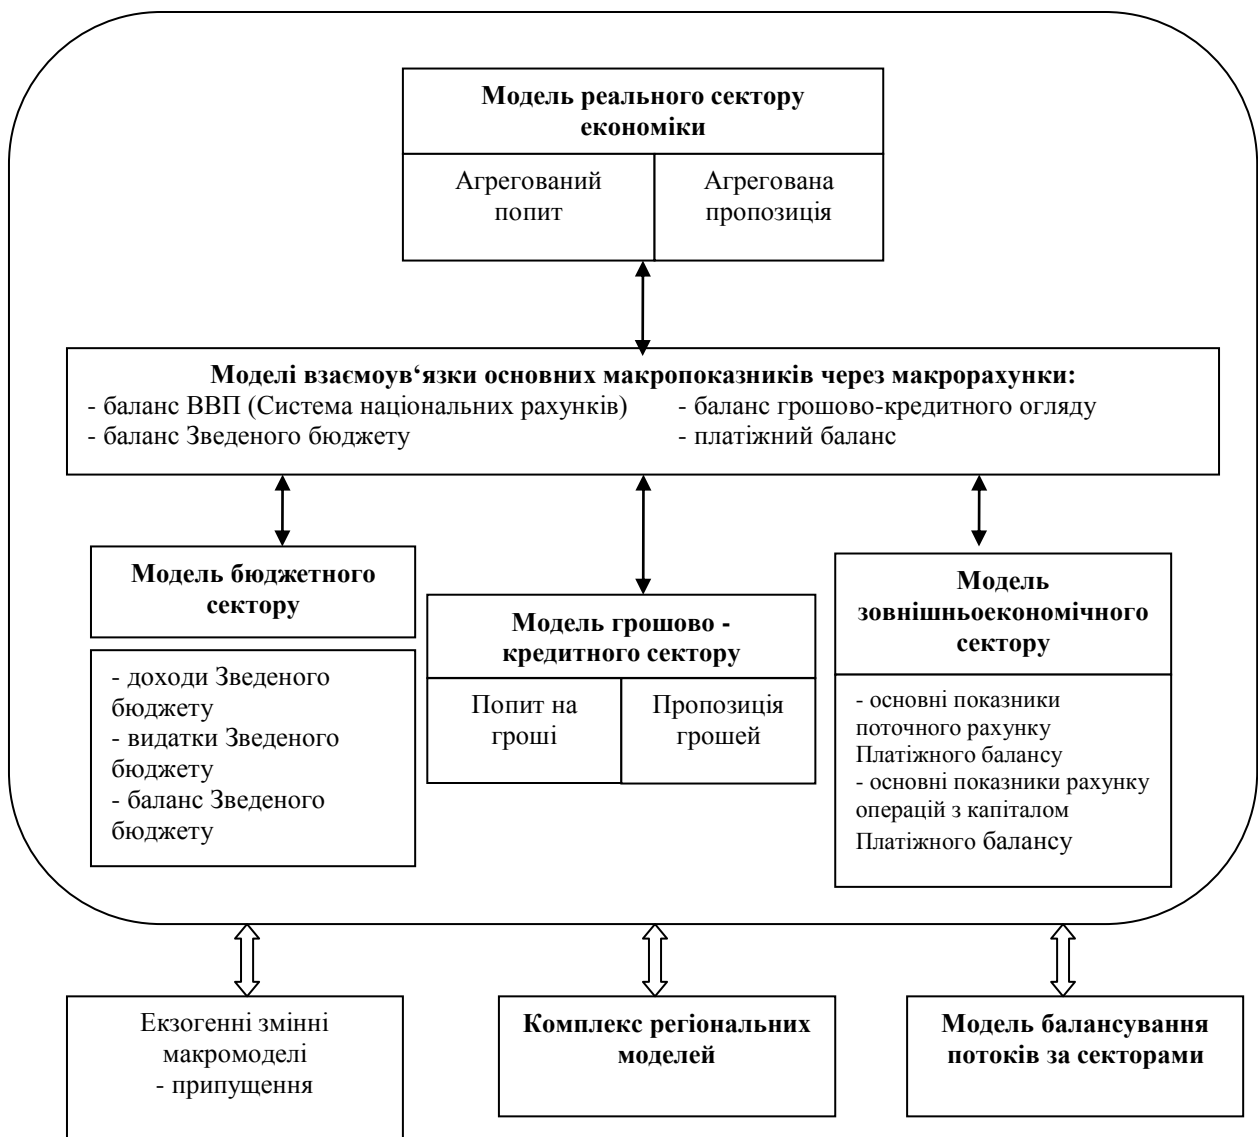 Модель реального сектору
економіки
Агрегований
попит
Агрегована
пропозиція
Моделі взаємоув‘язки основних макропоказників через макрорахунки:
- баланс ВВП (Система національних рахунків)
- баланс грошово-кредитного огляду
- баланс Зведеного бюджету
- платіжний баланс
Модель бюджетного
сектору
- доходи Зведеного
бюджету
- видатки Зведеного
бюджету
- баланс Зведеного
бюджету
Модель грошово -
кредитного сектору
Попит на
гроші
Пропозиція
грошей
Модель
зовнішньоекономічного
сектору
- основні показники
поточного рахунку
Платіжного балансу
- основні показники рахунку
операцій з капіталом
Платіжного балансу
Екзогенні змінні
макромоделі
- припущення
Комплекс регіональних
моделей
Модель балансування
потоків за секторами